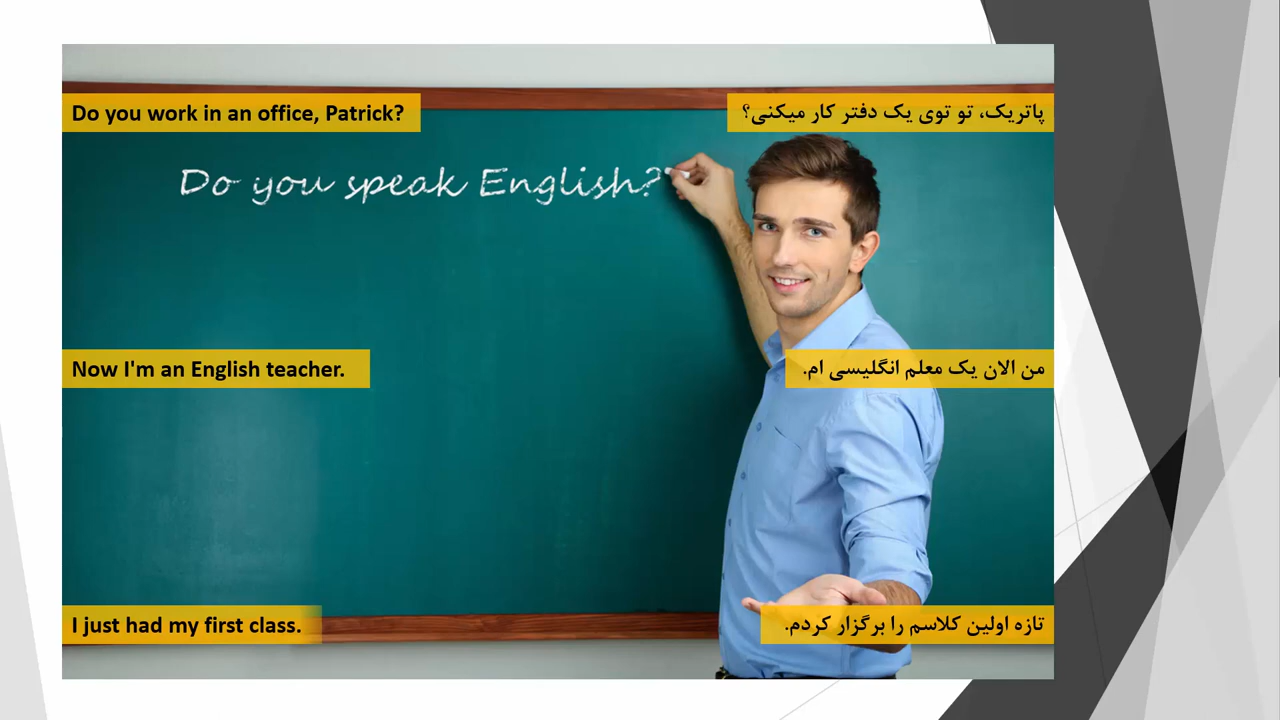 Do you work in an office, Patrick?
پاتریک، تو توی یک دفتر کار میکنی؟
Do you speak English?
Now I'm an English teacher.
من الان یک معلم انگلیسی ام.
I just had my first class.
تازه اولین کلاسم را برگزار کردم.